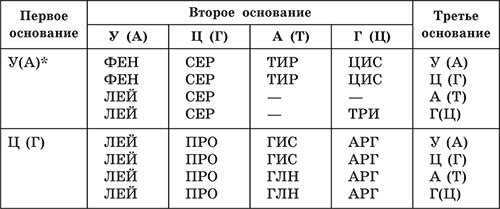 Первое основание Второе основание Третье основание
У (А) Ц (Г) А (Т) Г (Ц)
У(А)* ФЕН СЕР ТИР ЦИС У (А)
ФЕН СЕР ТИР ЦИС Ц (Г)
ЛЕЙ СЕР — — А (Т)
ЛЕЙ СЕР — ТРИ Г(Ц)
Ц (Г) ЛЕЙ ПРО ГИС АРГ У (А)
ЛЕЙ ПРО ГИС АРГ Ц (Г)
ЛЕЙ ПРО ГЛН АРГ А (Т)
ЛЕЙ ПРО ГЛН АРГ Г(Ц)